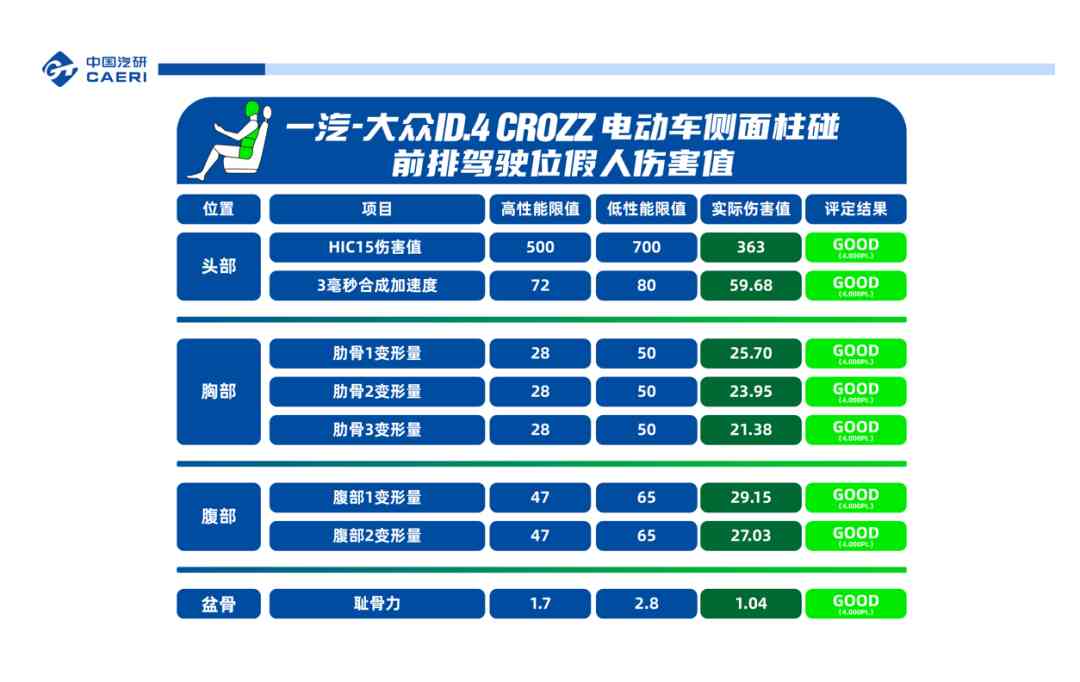 中国汽研
CAERI
一汽-大众ID.4 CROZZ 电动车侧面柱碰
前排驾驶位假人伤害值
位置 项目 高性能限值 低性能限值 实际伤害值 评定结果
头部
HIC15伤害值 500 700 363 GOOD
(4.000PL)
3毫秒合成加速度 72 80 59.68 GOOD
(4.000PL)
胸部
肋骨1变形量 28 50 25.70 GOOD
(4.000PL)
肋骨2变形量 28 50 23.95 GOOD
(4.000PL)
肋骨3变形量 28 50 21.38 GOOD
(4.000PL)
腹部
腹部1变形量 47 65 29.15 GOOD
(4.000PL)
腹部2变形量 47 65 27.03 GOOD
(4.000PL)
盆骨 耻骨力 1.7 2.8 1.04 GOOD
(4.000PL)